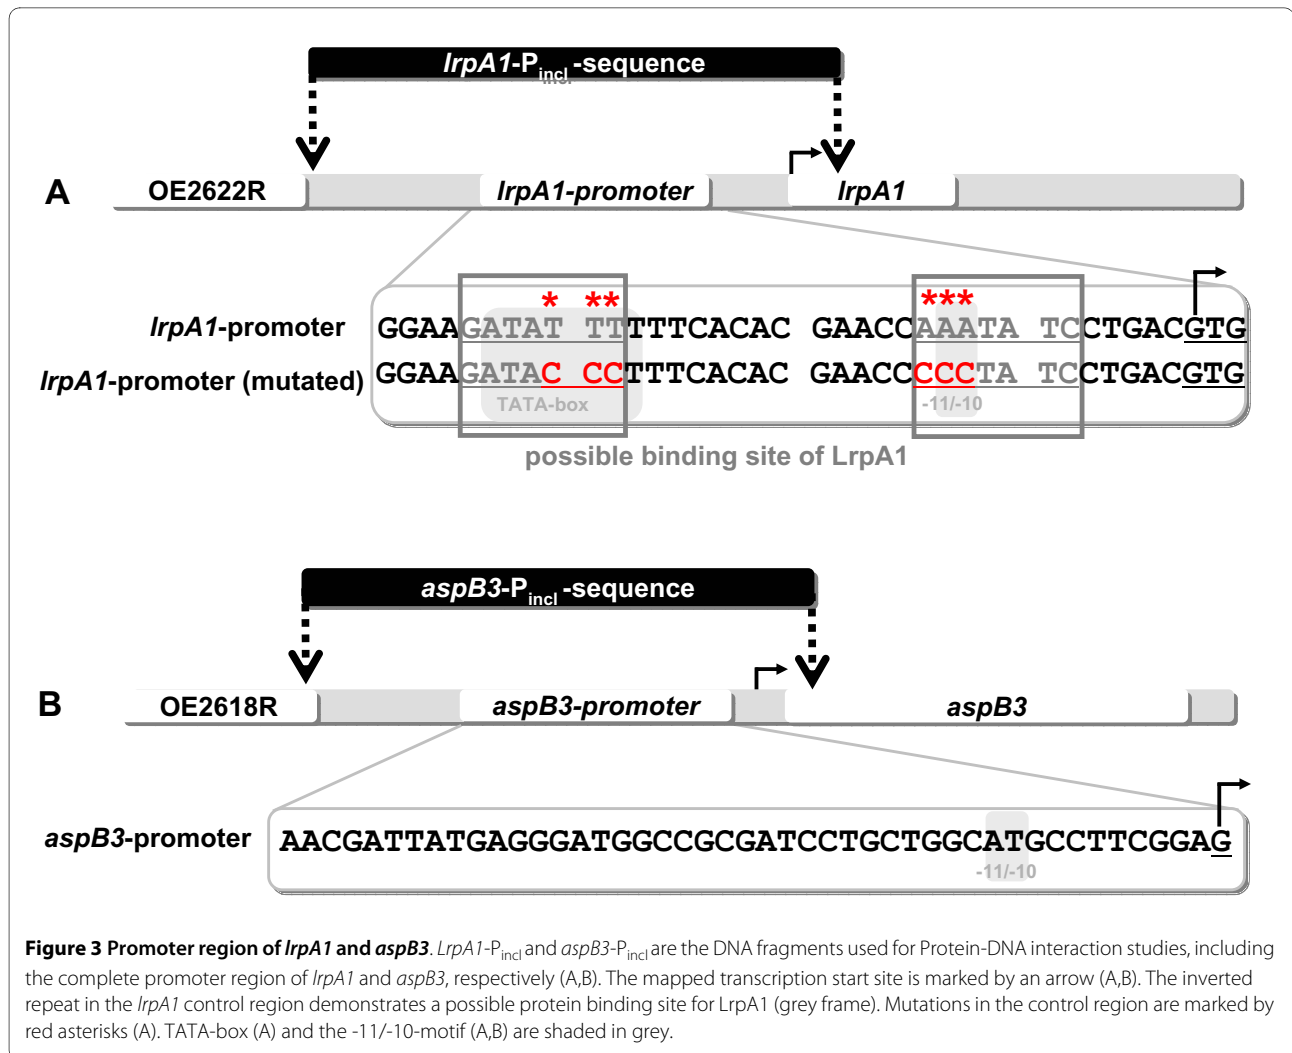 lrpA1-Pincl-sequence
A
OE2622R lrpA1-promoter lrpA1
* ** ***
lrpA1-promoter GGAAGATAT TTTTTCACAC GAACCAAATA TCCTGACGTG
lrpA1-promoter (mutated) GGAAGATAC CCTTTCACAC GAACCCCCTA TCCTGACGTG
TATA-box -11/-10
possible binding site of LrpA1
aspB3-Pincl-sequence
B
OE2618R aspB3-promoter aspB3
aspB3-promoter AACGATTATGAGGGATGGCCGCGATCCTGCTGGCATGCCTTCGGAG
-11/-10
Figure 3 Promoter region of lrpA1 and aspB3. LrpA1-Pincl and aspB3-Pincl are the DNA fragments used for Protein-DNA interaction studies, including
the complete promoter region of lrpA1 and aspB3, respectively (A,B). The mapped transcription start site is marked by an arrow (A,B). The inverted
repeat in the lrpA1 control region demonstrates a possible protein binding site for LrpA1 (grey frame). Mutations in the control region are marked by
red asterisks (A). TATA-box (A) and the -11/-10-motif (A,B) are shaded in grey.